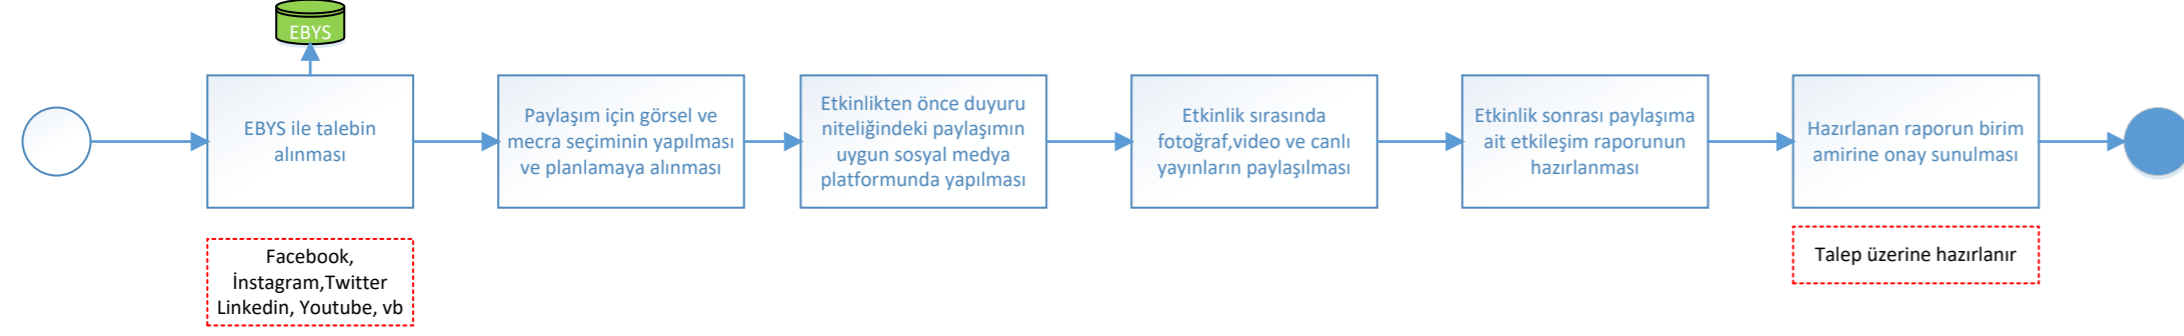 EBYS
EBYS ile talebin
alınması
Paylaşım için görsel ve
mecra seçiminin yapılması
ve planlamaya alınması
Etkinlikten önce duyuru
niteliğindeki paylaşımın
uygun sosyal medya
platformunda yapılması
Etkinlik sırasında
fotoğraf,video ve canlı
yayınların paylaşılması
Etkinlik sonrası paylaşıma
ait etkileşim raporunun
hazırlanması
Hazırlanan raporun birim
amirine onay sunulması
Facebook,
İnstagram,Twitter
Linkedin, Youtube, vb
Talep üzerine hazırlanır